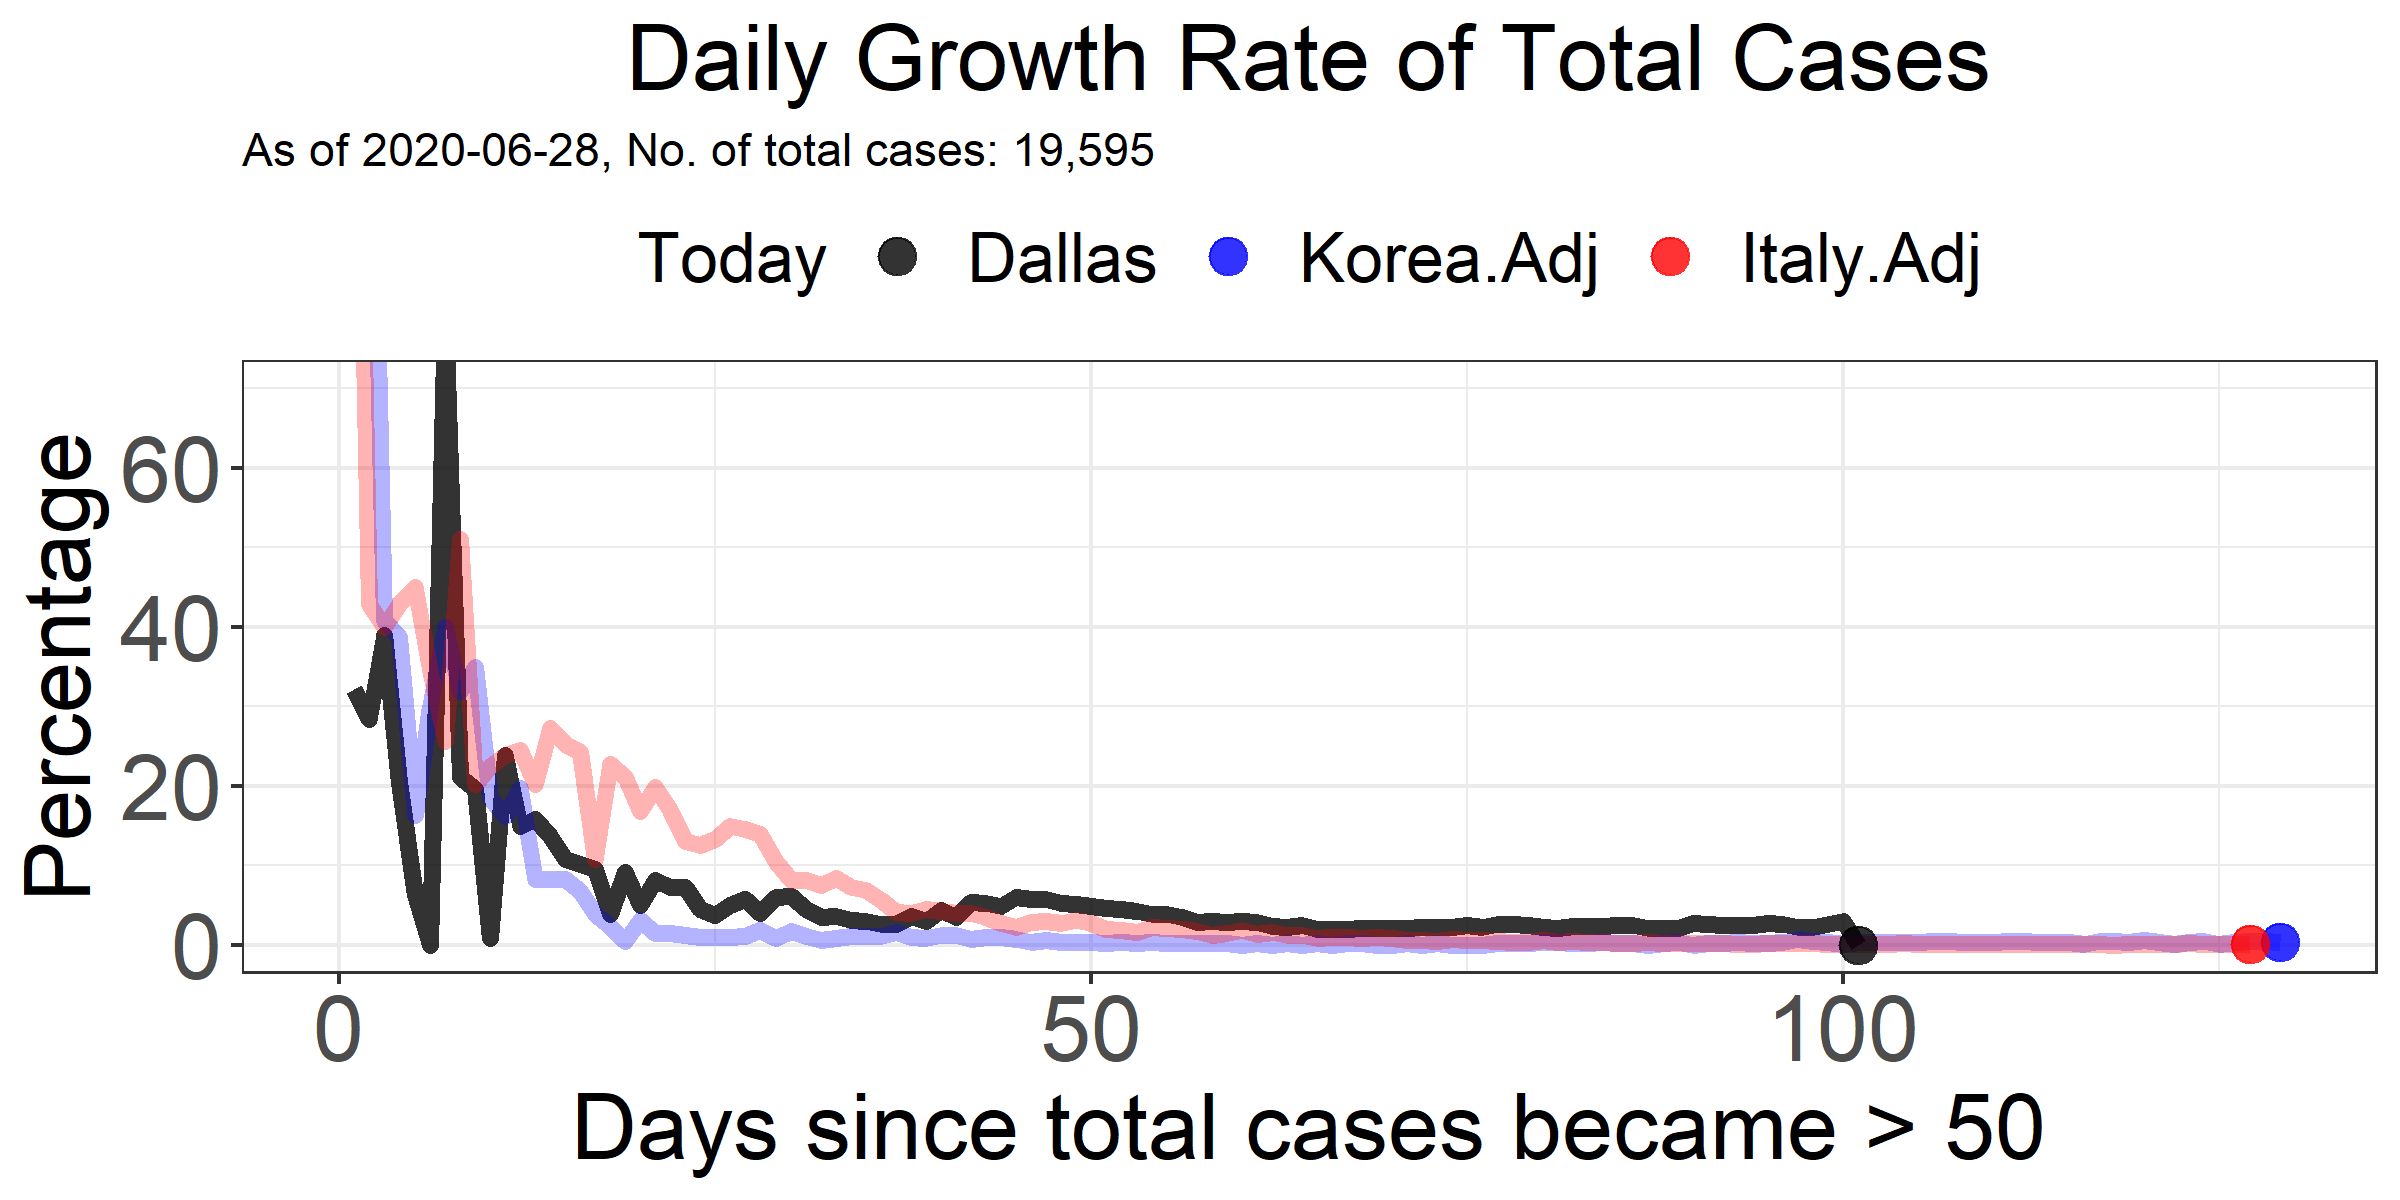 Daily Growth Rate of Total Cases
As of 2020-06-28, No. of total cases: 19,595
Today Dallas Korea.Adj Italy.Adj
Percentage
60
40
20
0
0 50 100
Days since total cases became > 50